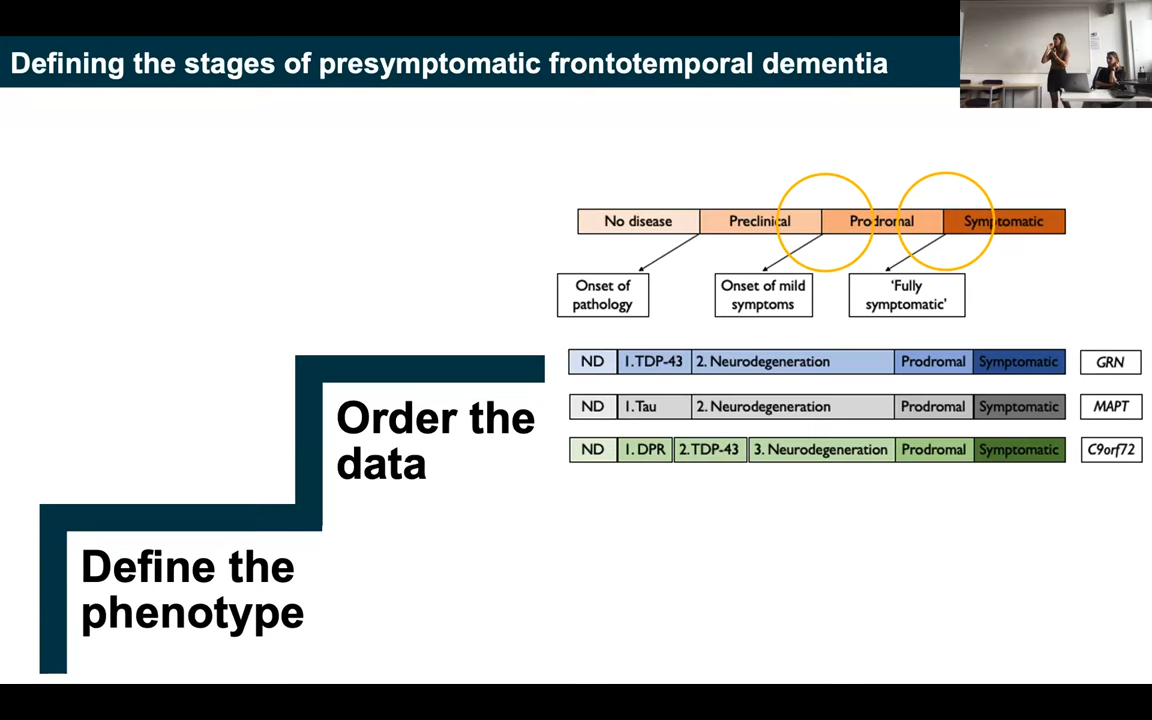 Defining the stages of presymptomatic frontotemporal dementia
No disease
Preclinical
Prodromal
Symptomatic
Onset of
pathology
Onset of mild
symptoms
‘Fully
symptomatic’
ND 1. TDP-43 2. Neurodegeneration Prodromal Symptomatic GRN
ND 1. Tau 2. Neurodegeneration Prodromal Symptomatic MAPT
ND 1. DPR 2. TDP-43 3. Neurodegeneration Prodromal Symptomatic C9orf72
Order the
data
Define the
phenotype